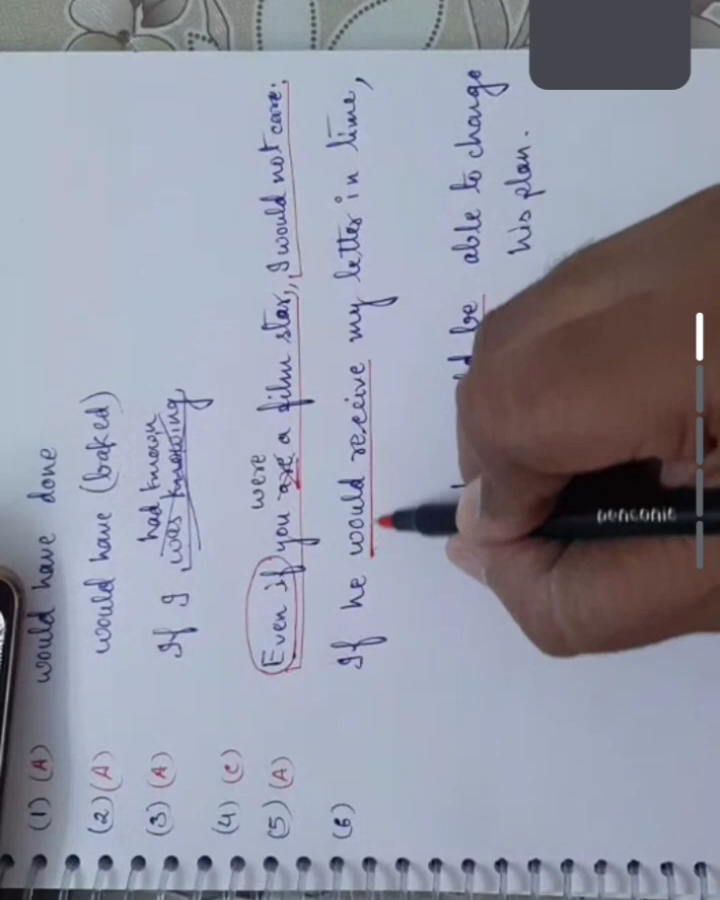 (1) (A) would have done
(2) (A) would have (baked)
had known
(3) (A) If I was knowing
(4) (C)
were
(5) (A) Even if you are a film star, I would not care.
(6) If he would receive my letter in time,
be able to change
his plan.
penconic